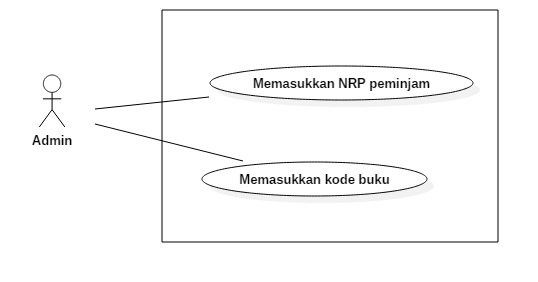 Memasukkan NRP peminjam
Admin
Memasukkan kode buku